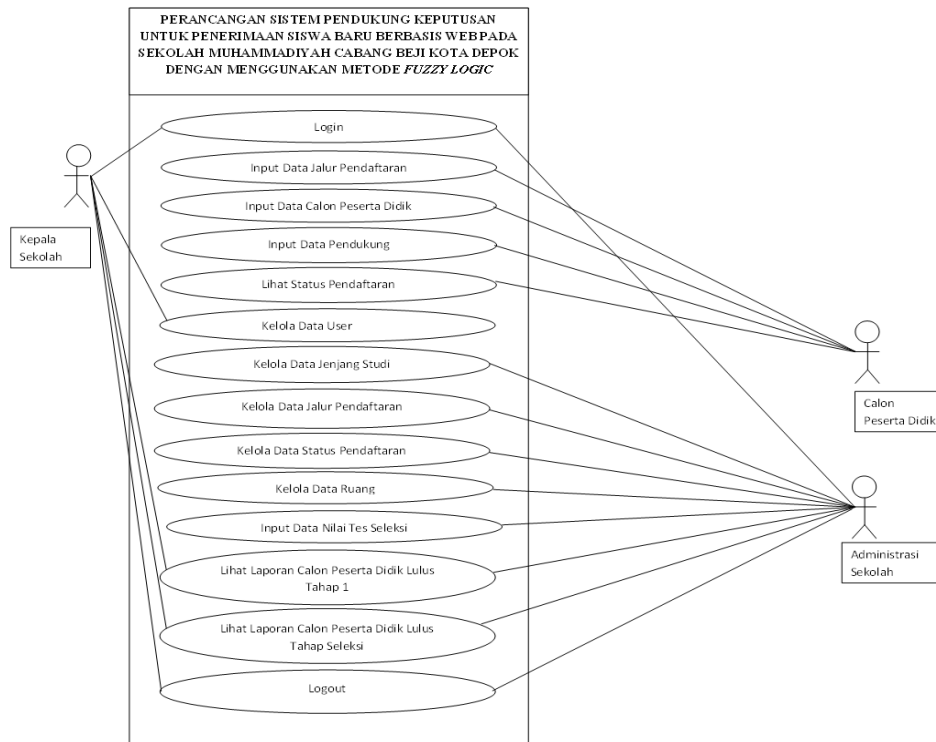 PERANCANGAN SISTEM PENDUKUNG KEPUTUSAN
UNTUK PENERIMAAN SISWA BARU BERBASIS WEB PADA
SEKOLAH MUHAMMADIYAH CABANG BEJI KOTA DEPOK
DENGAN MENGGUNAKAN METODE FUZZY LOGIC
Login
Input Data Jalur Pendaftaran
Input Data Calon Peserta Didik
Input Data Pendukung
Lihat Status Pendaftaran
Kelola Data User
Kelola Data Jenjang Studi
Kelola Data Jalur Pendaftaran
Kelola Data Status Pendaftaran
Kelola Data Ruang
Input Data Nilai Tes Seleksi
Lihat Laporan Calon Peserta Didik Lulus
Tahap 1
Lihat Laporan Calon Peserta Didik Lulus
Tahap Seleksi
Logout
Kepala
Sekolah
Calon
Peserta Didik
Administrasi
Sekolah